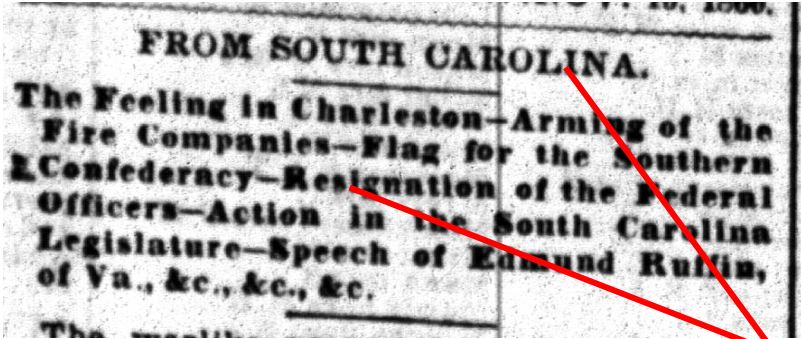 FROM SOUTH CAROLINA.
The Feeling in Charleston—Arming of the
Fire Companies—Flag for the Southern
Confederacy—Resignation of the Federal
Officers—Action in the South Carolina
Legislature—Speech of Edmund Ruffin,
of Va., &c., &c., &c.
The